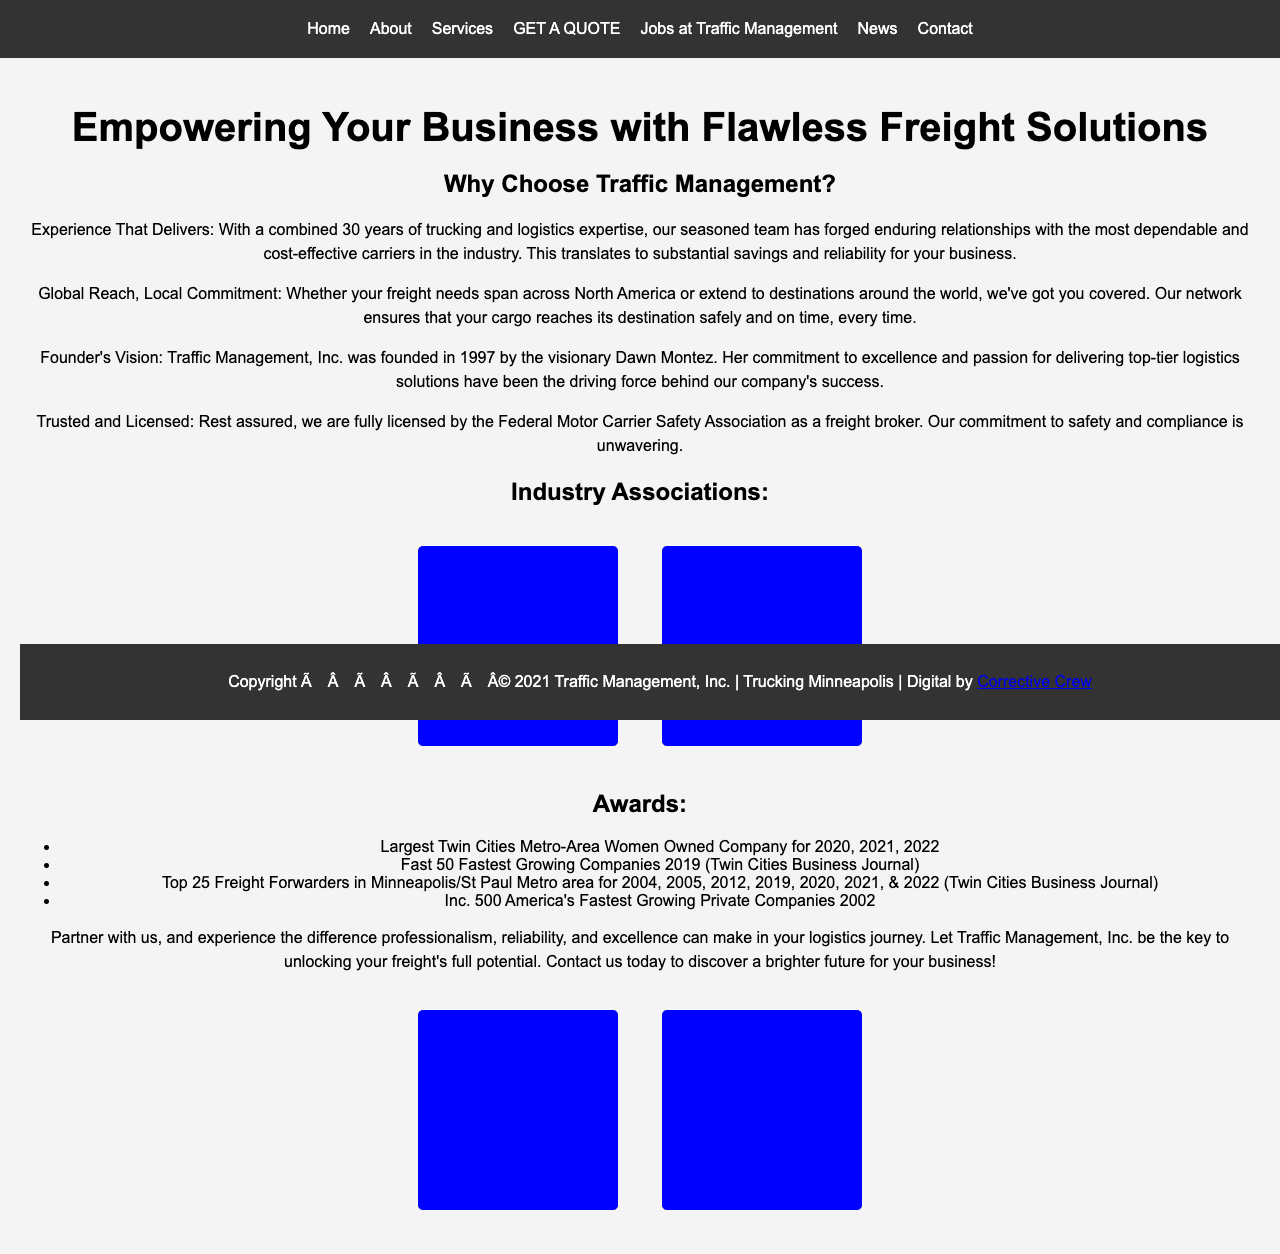 Home About Services GET A QUOTE Jobs at Traffic Management News Contact
Empowering Your Business with Flawless Freight Solutions
Why Choose Traffic Management?
Experience That Delivers: With a combined 30 years of trucking and logistics expertise, our seasoned team has forged enduring relationships with the most dependable and
cost-effective carriers in the industry. This translates to substantial savings and reliability for your business.
Global Reach, Local Commitment: Whether your freight needs span across North America or extend to destinations around the world, we've got you covered. Our network
ensures that your cargo reaches its destination safely and on time, every time.
Founder's Vision: Traffic Management, Inc. was founded in 1997 by the visionary Dawn Montez. Her commitment to excellence and passion for delivering top-tier logistics
solutions have been the driving force behind our company's success.
Trusted and Licensed: Rest assured, we are fully licensed by the Federal Motor Carrier Safety Association as a freight broker. Our commitment to safety and compliance is
unwavering.
Industry Associations:
Copyright Ã Â Ã Â Ã Â Ã Â© 2021 Traffic Management, Inc. | Trucking Minneapolis | Digital by Corrective Crew
Awards:
• Largest Twin Cities Metro-Area Women Owned Company for 2020, 2021, 2022
• Fast 50 Fastest Growing Companies 2019 (Twin Cities Business Journal)
• Top 25 Freight Forwarders in Minneapolis/St Paul Metro area for 2004, 2005, 2012, 2019, 2020, 2021, & 2022 (Twin Cities Business Journal)
• Inc. 500 America's Fastest Growing Private Companies 2002
Partner with us, and experience the difference professionalism, reliability, and excellence can make in your logistics journey. Let Traffic Management, Inc. be the key to
unlocking your freight's full potential. Contact us today to discover a brighter future for your business!